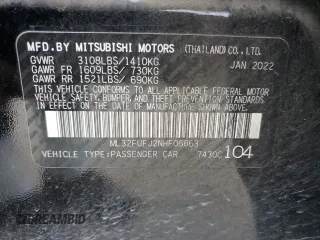 MFD.BY MITSUBISHI MOTORS (THAILAND)CO.,LTD.
GVWR 3108LBS/1410KG JAN 2022
GAWR FR 1609LBS/ 730KG
GAWR RR 1521LBS/ 690KG
THIS VEHICLE CONFORMS TO ALL APPLICABLE FEDERAL MOTOR
VEHICLE SAFETY, BUMPER, AND THEFT PREVENTION STANDARDS
IN EFFECT ON THE DATE OF MANUFACTURE SHOWN ABOVE.
ML32FUFJ2NHF06863
VEHICLE TYPE:PASSENGER CAR 7430C 104
© DREAMBID